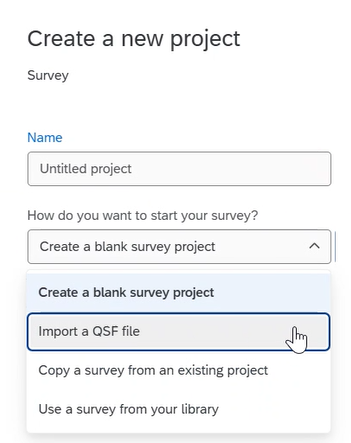 Create a new project
Survey
Name
Untitled project
How do you want to start your survey?
Create a blank survey project
Create a blank survey project
Import a QSF file
Copy a survey from an existing project
Use a survey from your library